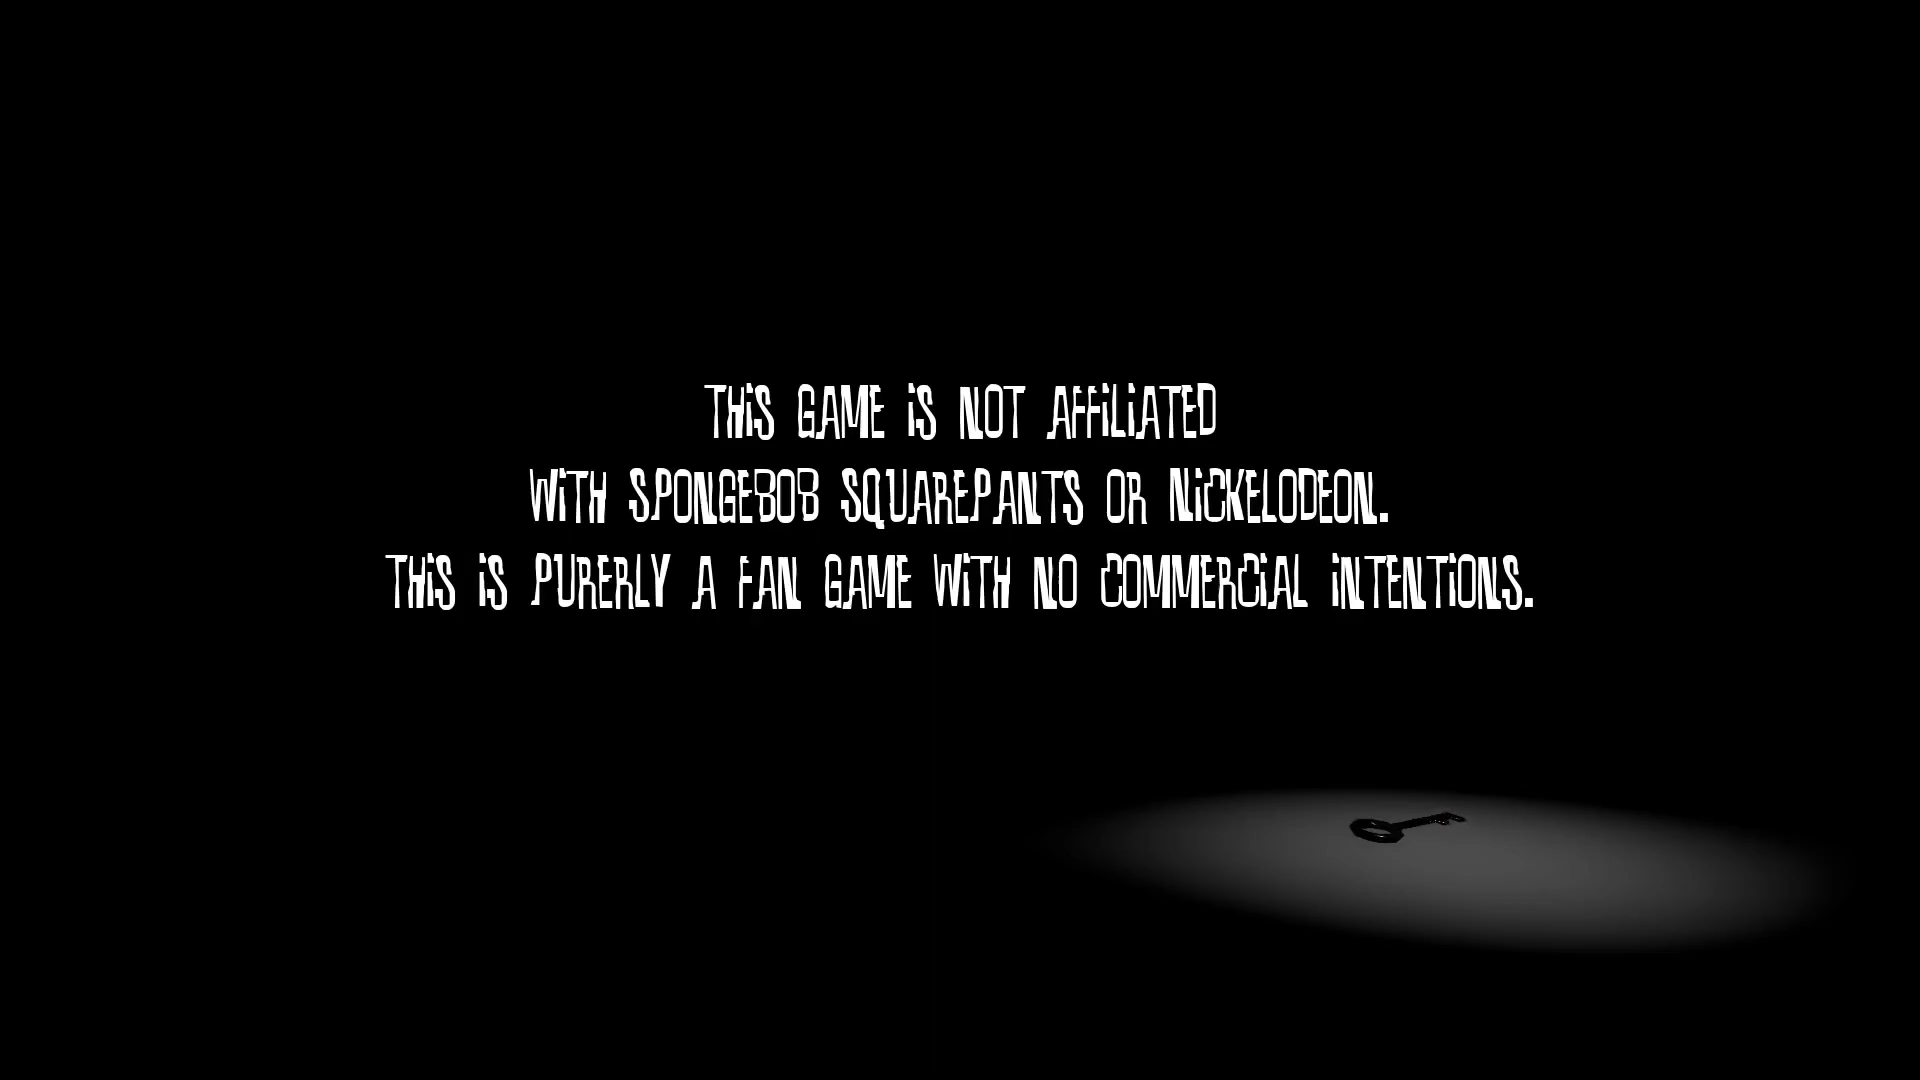 THiS GAME iS NOT AFFiLiATED
WiTH SPONGEBOB SQUAREPANTS OR NiCKELODEON.
THiS iS PURERLY A FAN GAME WiTH NO COMMERCiAL iNTENTiONS.